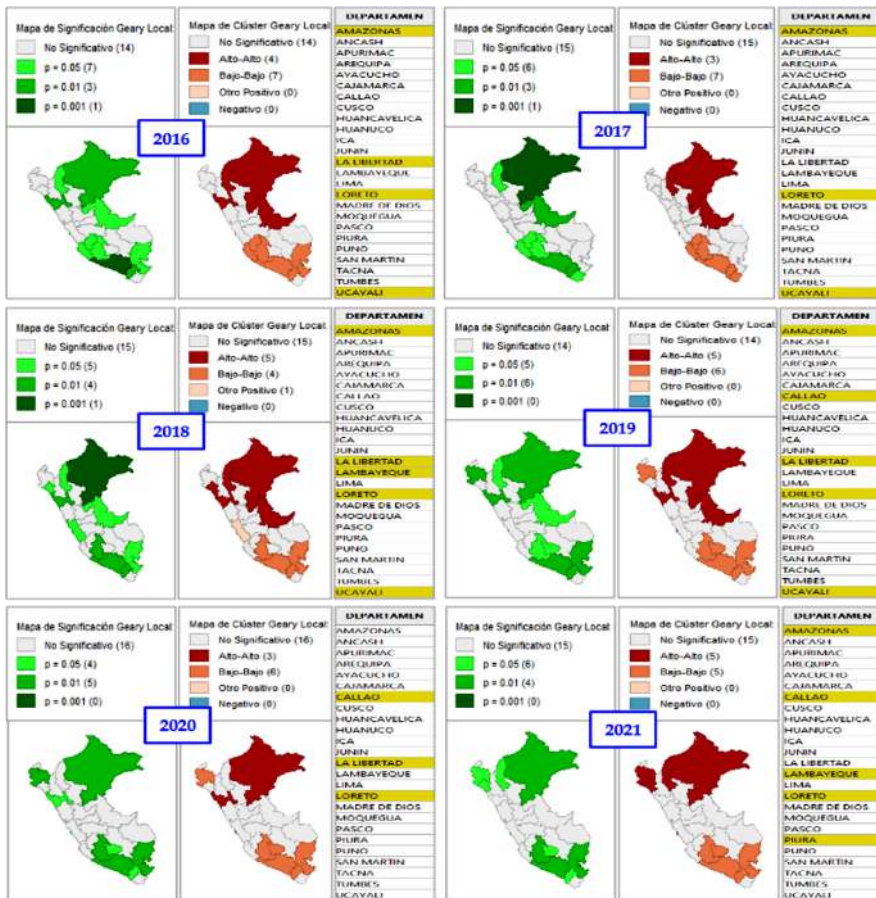 Mapa de Significación Geary Local:
No Significativo (14)
p = 0.05 (7)
p = 0.01 (3)
p = 0.001 (1)
Mapa de Clúster Geary Local:
No Significativo (14)
Alto-Alto (4)
Bajo-Bajo (7)
Otro Positivo (0)
Negativo (0)
2016
DEPARTAMEN
AMAZONAS
ANCASH
APURIMAC
AREQUIPA
AYACUCHO
CAJAMARCA
CALLAO
CUSCO
HUANCAVELICA
HUANUCO
ICA
JUNIN
LA LIBERTAD
LAMBAYEQUE
LIMA
LORETO
MADRE DE DIOS
MOQUEGUA
PASCO
PIURA
PUNO
SAN MARTIN
TACNA
TUMBES
UCAYALI
Mapa de Significación Geary Local:
No Significativo (15)
p = 0.05 (6)
p = 0.01 (3)
p = 0.001 (1)
Mapa de Clúster Geary Local:
No Significativo (15)
Alto-Alto (3)
Bajo-Bajo (7)
Otro Positivo (0)
Negativo (0)
2017
DEPARTAMEN
AMAZONAS
ANCASH
APURIMAC
AREQUIPA
AYACUCHO
CAJAMARCA
CALLAO
CUSCO
HUANCAVELICA
HUANUCO
ICA
JUNIN
LA LIBERTAD
LAMBAYEQUE
LIMA
LORETO
MADRE DE DIOS
MOQUEGUA
PASCO
PIURA
PUNO
SAN MARTIN
TACNA
TUMBES
UCAYALI
Mapa de Significación Geary Local:
No Significativo (15)
p = 0.05 (5)
p = 0.01 (4)
p = 0.001 (1)
Mapa de Clúster Geary Local:
No Significativo (15)
Alto-Alto (5)
Bajo-Bajo (4)
Otro Positivo (1)
Negativo (0)
2018
DEPARTAMEN
AMAZONAS
ANCASH
APURIMAC
AREQUIPA
AYACUCHO
CAJAMARCA
CALLAO
CUSCO
HUANCAVELICA
HUANUCO
ICA
JUNIN
LA LIBERTAD
LAMBAYEQUE
LIMA
LORETO
MADRE DE DIOS
MOQUEGUA
PASCO
PIURA
PUNO
SAN MARTIN
TACNA
TUMBES
UCAYALI
Mapa de Significación Geary Local:
No Significativo (14)
p = 0.05 (5)
p = 0.01 (6)
p = 0.001 (0)
Mapa de Clúster Geary Local:
No Significativo (14)
Alto-Alto (5)
Bajo-Bajo (6)
Otro Positivo (0)
Negativo (0)
2019
DEPARTAMEN
AMAZONAS
ANCASH
APURIMAC
AREQUIPA
AYACUCHO
CAJAMARCA
CALLAO
CUSCO
HUANCAVELICA
HUANUCO
ICA
JUNIN
LA LIBERTAD
LAMBAYEQUE
LIMA
LORETO
MADRE DE DIOS
MOQUEGUA
PASCO
PIURA
PUNO
SAN MARTIN
TACNA
TUMBES
UCAYALI
Mapa de Significación Geary Local:
No Significativo (16)
p = 0.05 (4)
p = 0.01 (5)
p = 0.001 (0)
Mapa de Clúster Geary Local:
No Significativo (16)
Alto-Alto (3)
Bajo-Bajo (6)
Otro Positivo (0)
Negativo (0)
2020
DEPARTAMEN
AMAZONAS
ANCASH
APURIMAC
AREQUIPA
AYACUCHO
CAJAMARCA
CALLAO
CUSCO
HUANCAVELICA
HUANUCO
ICA
JUNIN
LA LIBERTAD
LAMBAYEQUE
LIMA
LORETO
MADRE DE DIOS
MOQUEGUA
PASCO
PIURA
PUNO
SAN MARTIN
TACNA
TUMBES
UCAYALI
Mapa de Significación Geary Local:
No Significativo (15)
p = 0.05 (6)
p = 0.01 (4)
p = 0.001 (0)
Mapa de Clúster Geary Local:
No Significativo (15)
Alto-Alto (5)
Bajo-Bajo (5)
Otro Positivo (0)
Negativo (0)
2021
DEPARTAMEN
AMAZONAS
ANCASH
APURIMAC
AREQUIPA
AYACUCHO
CAJAMARCA
CALLAO
CUSCO
HUANCAVELICA
HUANUCO
ICA
JUNIN
LA LIBERTAD
LAMBAYEQUE
LIMA
LORETO
MADRE DE DIOS
MOQUEGUA
PASCO
PIURA
PUNO
SAN MARTIN
TACNA
TUMBES
UCAYALI